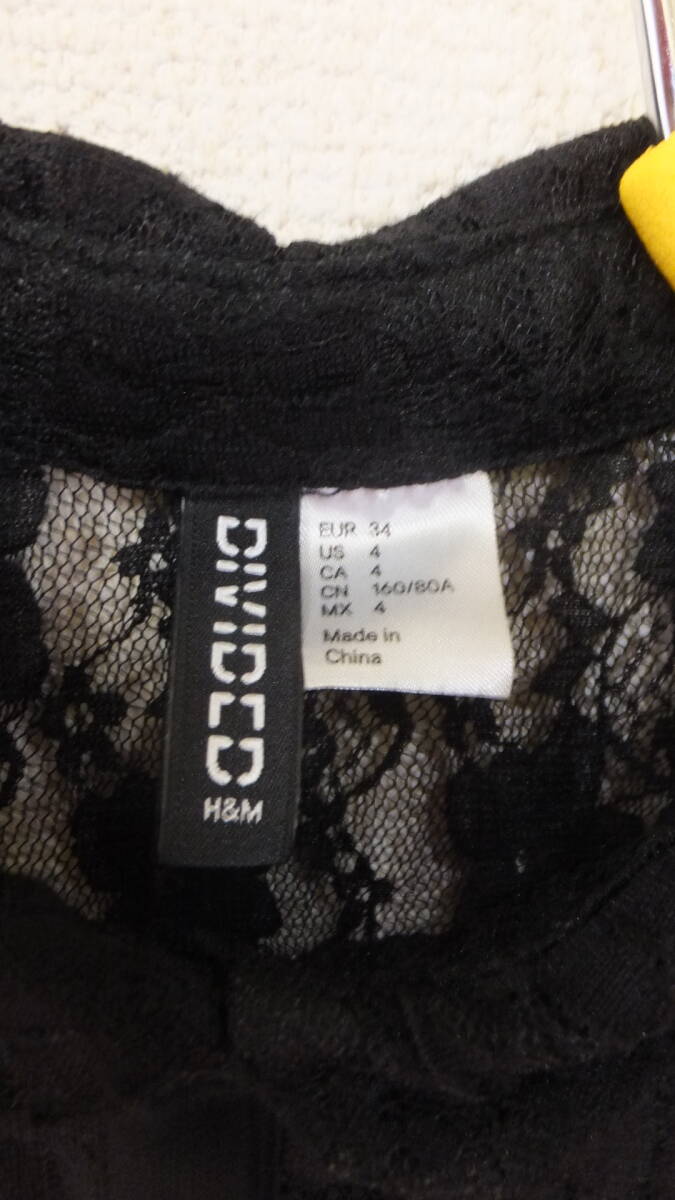 DIVIDED
H&M
EUR 34
US 4
CA 4
CN 160/80A
MX 4
Made in
China